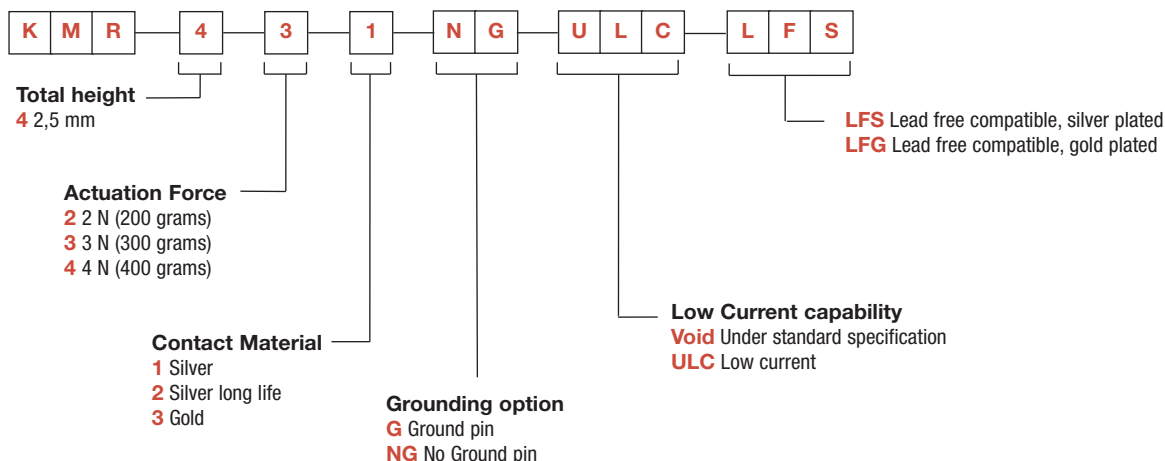 K M R 4 3 1 N G U L C L F S
Total height
4 2,5 mm
LFS Lead free compatible, silver plated
LFG Lead free compatible, gold plated
Actuation Force
2 2 N (200 grams)
3 3 N (300 grams)
4 4 N (400 grams)
Low Current capability
Void Under standard specification
ULC Low current
Contact Material
1 Silver
2 Silver long life
3 Gold
Grounding option
G Ground pin
NG No Ground pin